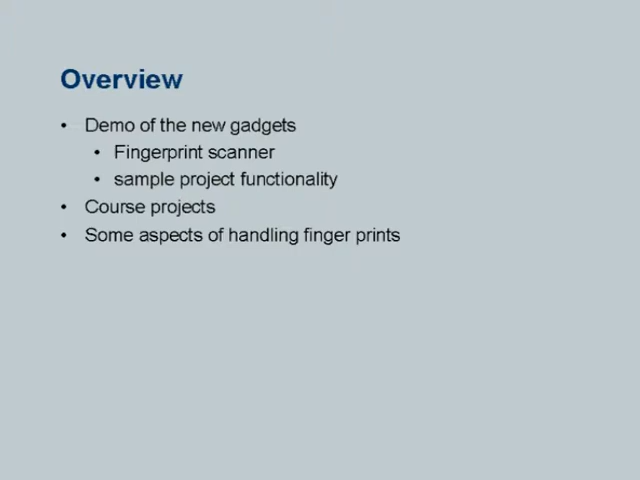 Overview
• Demo of the new gadgets
• Fingerprint scanner
• sample project functionality
• Course projects
• Some aspects of handling finger prints